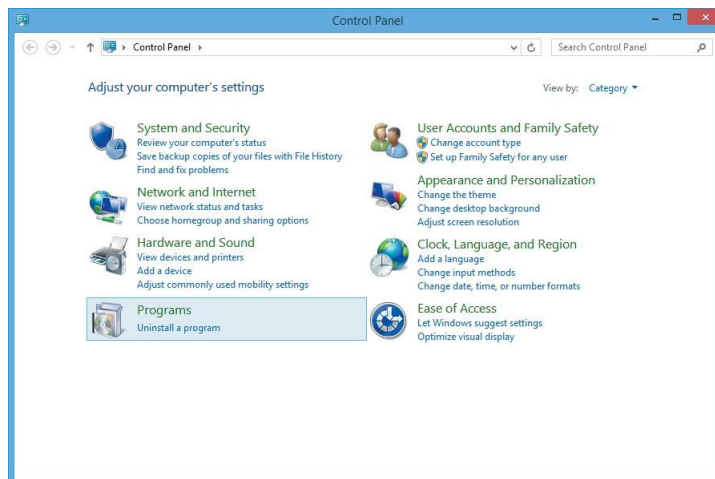 Control Panel
Control Panel
Search Control Panel
Adjust your computer's settings
View by: Category
System and Security
Review your computer's status
Save backup copies of your files with File History
Find and fix problems
Network and Internet
View network status and tasks
Choose homegroup and sharing options
Hardware and Sound
View devices and printers
Add a device
Adjust commonly used mobility settings
Programs
Uninstall a program
User Accounts and Family Safety
Change account type
Set up Family Safety for any user
Appearance and Personalization
Change the theme
Change desktop background
Adjust screen resolution
Clock, Language, and Region
Add a language
Change input methods
Change date, time, or number formats
Ease of Access
Let Windows suggest settings
Optimize visual display